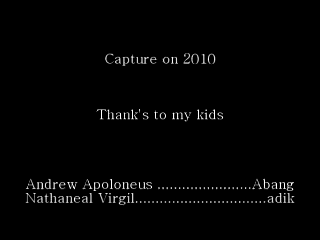 Capture on 2010
Thank's to my kids
Andrew Apoloneus .......................Abang
Nathaneal Virgil................................adik